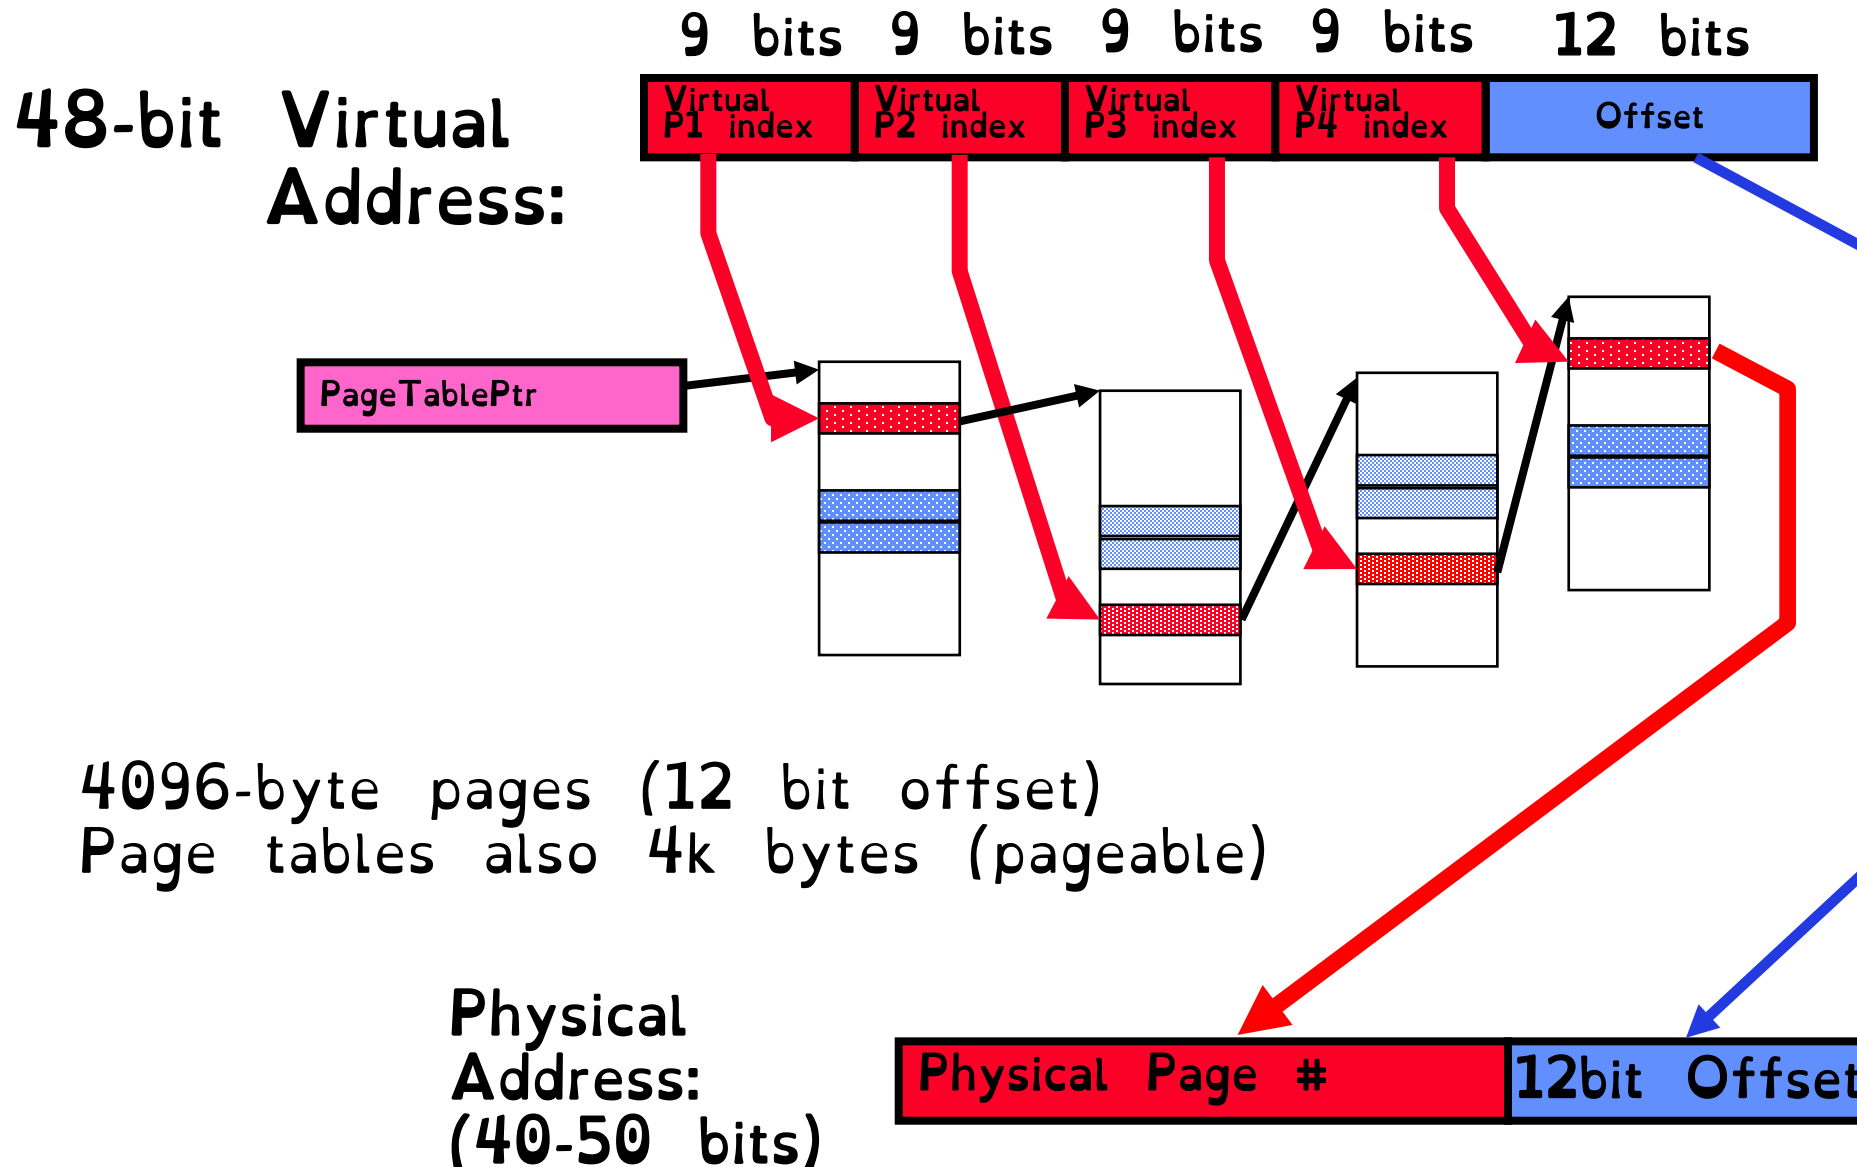 9 bits 9 bits 9 bits 9 bits 12 bits
48-bit Virtual
Address:
Virtual
P1 index
Virtual
P2 index
Virtual
P3 index
Virtual
P4 index
Offset
PageTablePtr
4096-byte pages (12 bit offset)
Page tables also 4k bytes (pageable)
Physical
Address:
(40-50 bits)
Physical Page #
12bit Offset